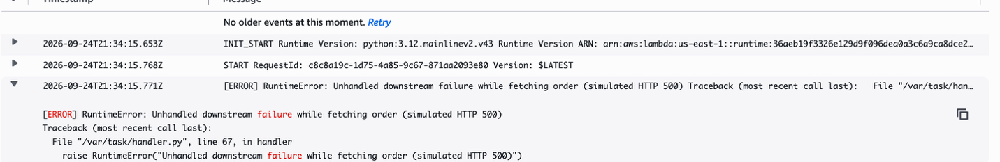 Timestamp Message
No older events at this moment. Retry
2026-09-24T21:34:15.653Z INIT_START Runtime Version: python:3.12.mainlinev2.v43 Runtime Version ARN: arn:aws:lambda:us-east-1::runtime:36aeb19f3326e129d9f096dea0a3c6a9ca8dce2…
2026-09-24T21:34:15.768Z START RequestId: c8c8a19c-1d75-4a85-9c67-871aa2093e80 Version: $LATEST
2026-09-24T21:34:15.771Z [ERROR] RuntimeError: Unhandled downstream failure while fetching order (simulated HTTP 500) Traceback (most recent call last): File "/var/task/han…
[ERROR] RuntimeError: Unhandled downstream failure while fetching order (simulated HTTP 500)
Traceback (most recent call last):
File "/var/task/handler.py", line 67, in handler
raise RuntimeError("Unhandled downstream failure while fetching order (simulated HTTP 500)")